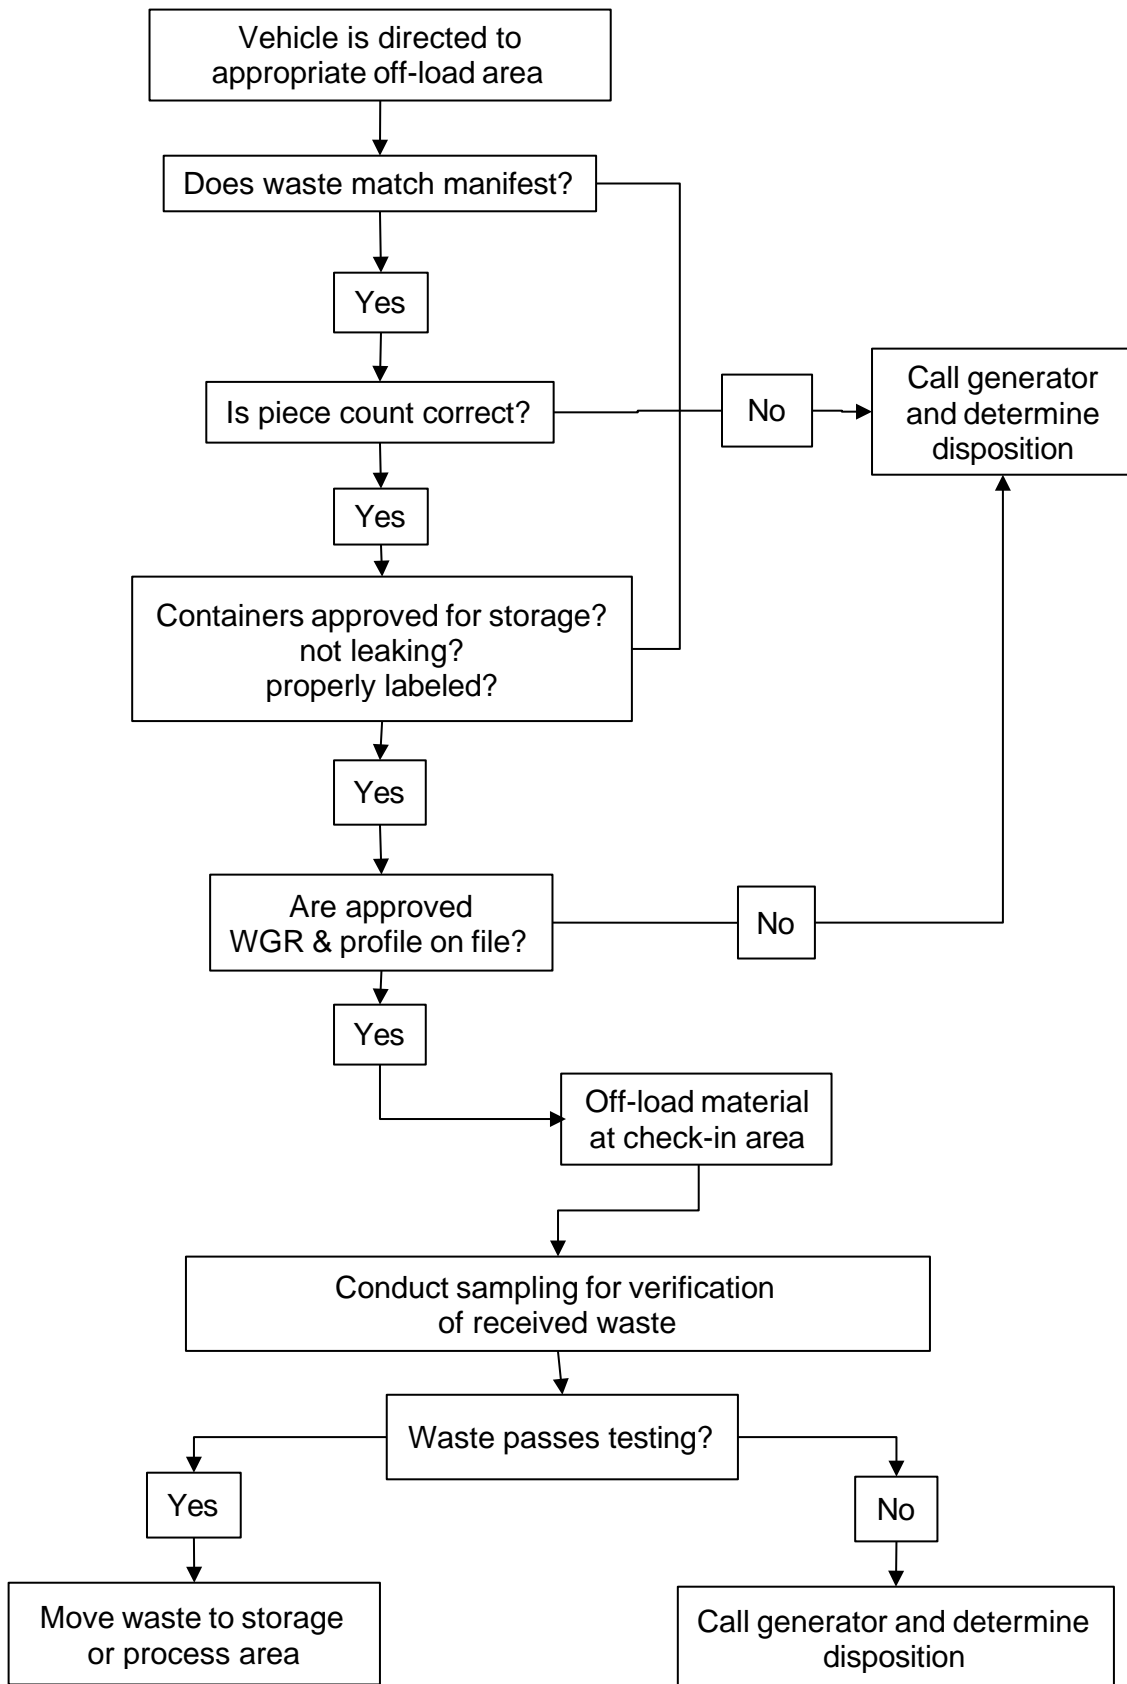 Vehicle is directed to
appropriate off-load area
Does waste match manifest?
Yes
Is piece count correct?
No
Call generator
and determine
disposition
Yes
Containers approved for storage?
not leaking?
properly labeled?
Yes
Are approved
WGR & profile on file?
No
Yes
Off-load material
at check-in area
Conduct sampling for verification
of received waste
Waste passes testing?
Yes
No
Move waste to storage
or process area
Call generator and determine
disposition